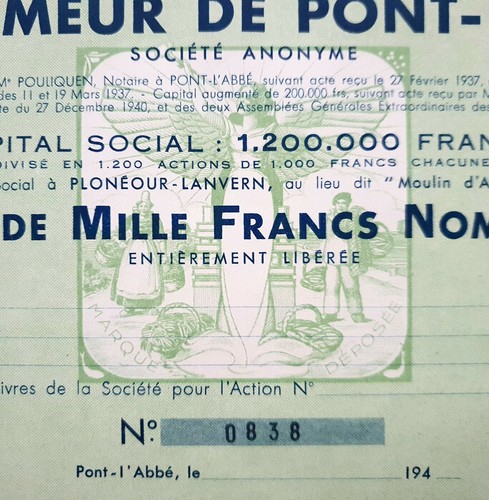 MEUR DE PONT-
SOCIÉTÉ ANONYME
Mᵉ POULIQUEN, Notaire à PONT-L'ABBÉ, suivant acte reçu le 27 Février 1937,
des 11 et 19 Mars 1937. - Capital augmenté de 200.000 frs, suivant acte reçu par M
te du 27 Décembre 1940, et des deux Assemblées Générales Extraordinaires des
PITAL SOCIAL : 1.200.000 FRAN
DIVISÉ EN 1.200 ACTIONS DE 1.000 FRANCS CHACUNE
Social à PLONÉOUR-LANVERN, au lieu dit "Moulin d'A
DE MILLE FRANCS NOM
ENTIÈREMENT LIBÉRÉE
MARQUE DÉPOSÉE
ivres de la Société pour l'Action N°
N°. 0838
Pont-l'Abbé, le 194